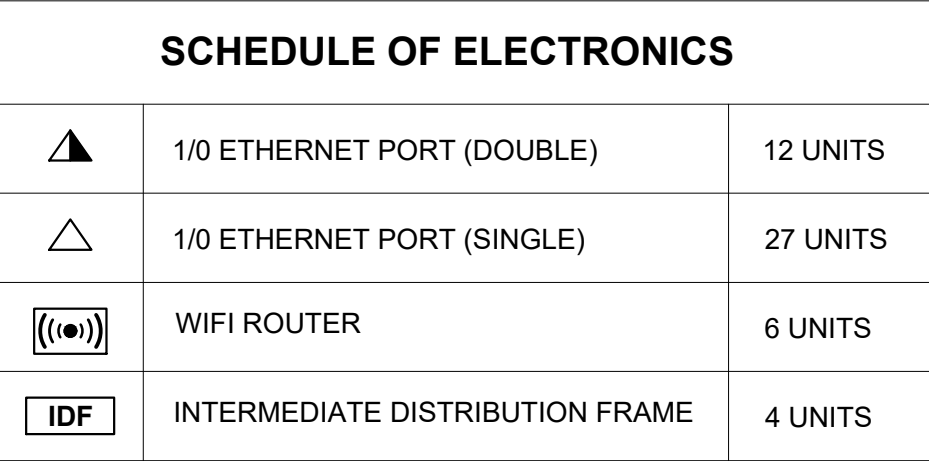 SCHEDULE OF ELECTRONICS
1/0 ETHERNET PORT (DOUBLE) 12 UNITS
1/0 ETHERNET PORT (SINGLE) 27 UNITS
WIFI ROUTER 6 UNITS
IDF INTERMEDIATE DISTRIBUTION FRAME 4 UNITS